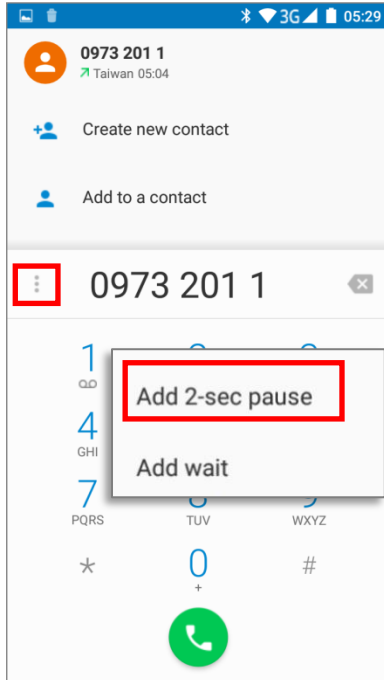 3G 05:29
0973 201 1
Taiwan 05:04
Create new contact
Add to a contact
0973 201 1
1
Add 2-sec pause
4
GHI
Add wait
7
PQRS TUV WXYZ
* 0 #
+